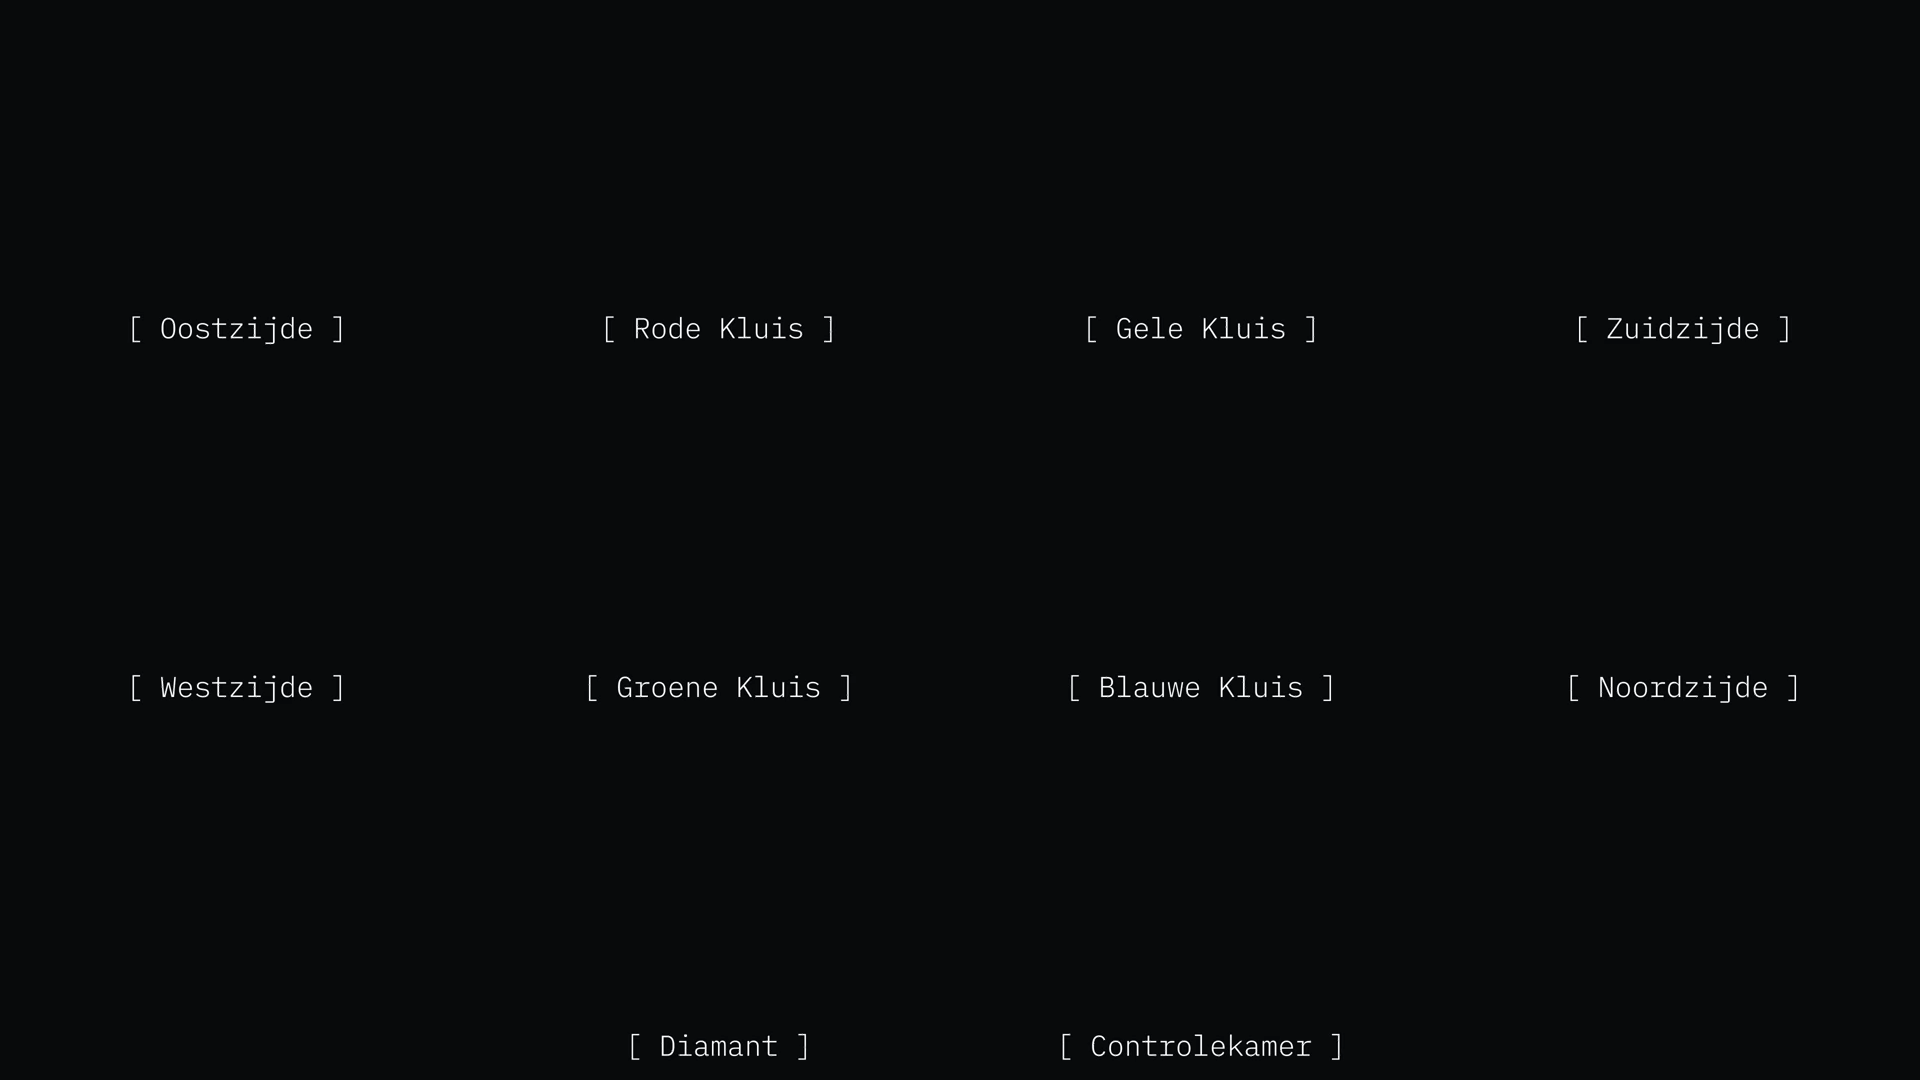 [ Oostzijde ] [ Rode Kluis ] [ Gele Kluis ] [ Zuidzijde ]
[ Westzijde ] [ Groene Kluis ] [ Blauwe Kluis ] [ Noordzijde ]
[ Diamant ] [ Controlekamer ]